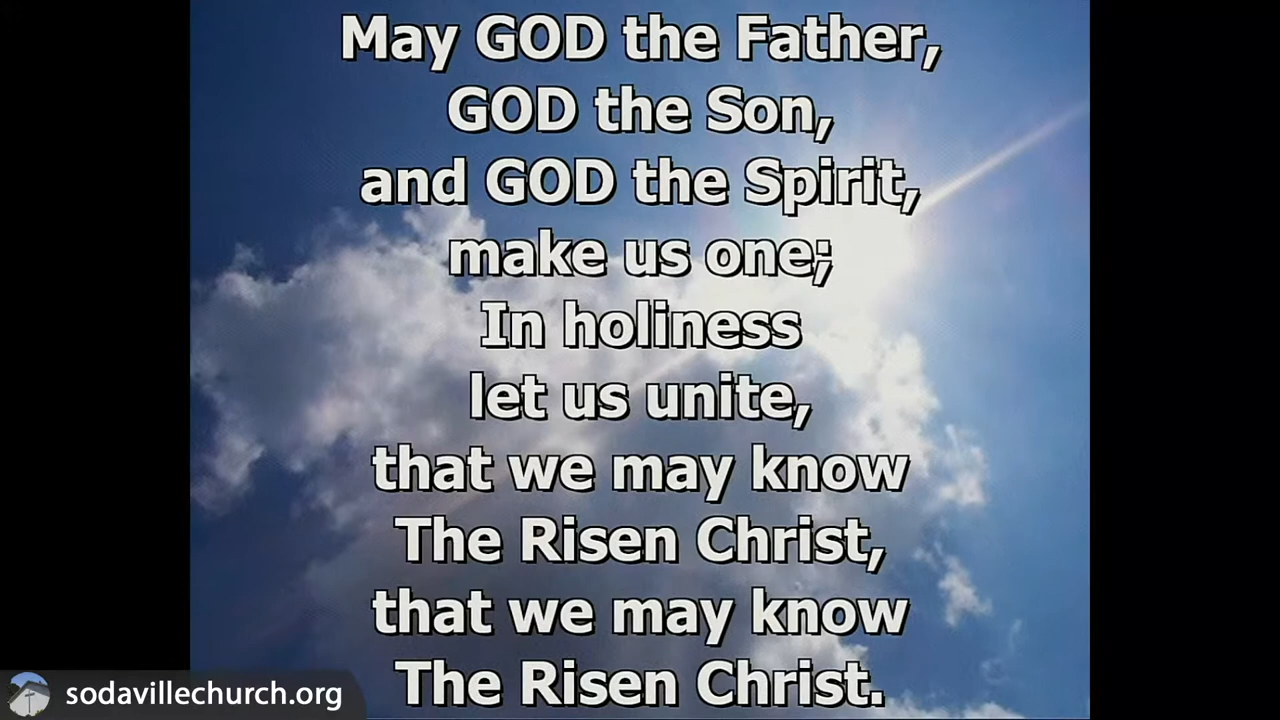 May GOD the Father,
GOD the Son,
and GOD the Spirit,
make us one;
In holiness
let us unite,
that we may know
The Risen Christ,
that we may know
The Risen Christ.
sodavillechurch.org